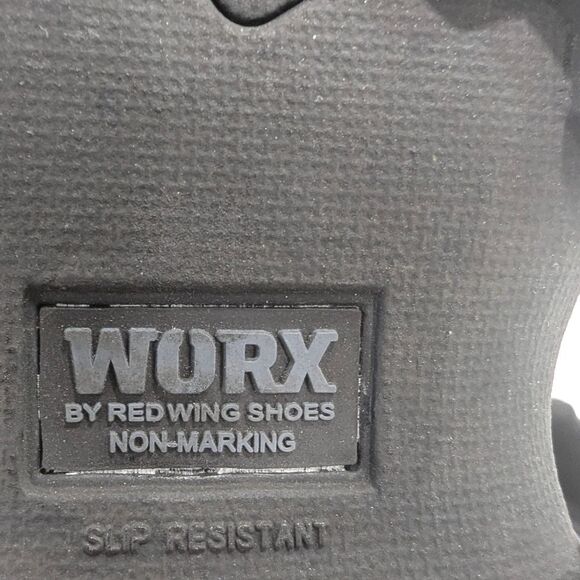 WORX
BY RED WING SHOES
NON-MARKING
SLIP RESISTANT